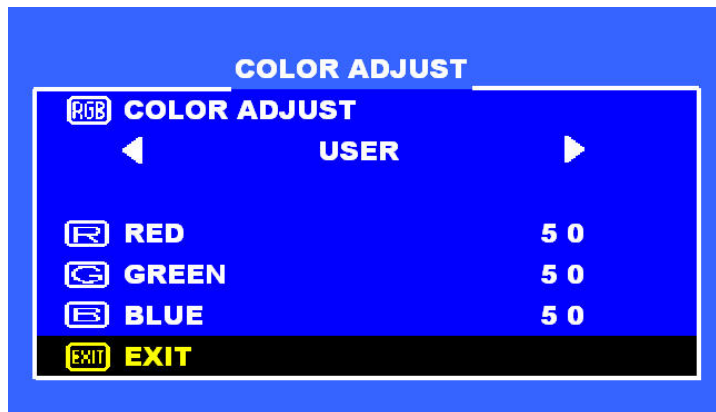 COLOR ADJUST
RGB COLOR ADJUST
USER
R RED 50
G GREEN 50
B BLUE 50
EXIT EXIT